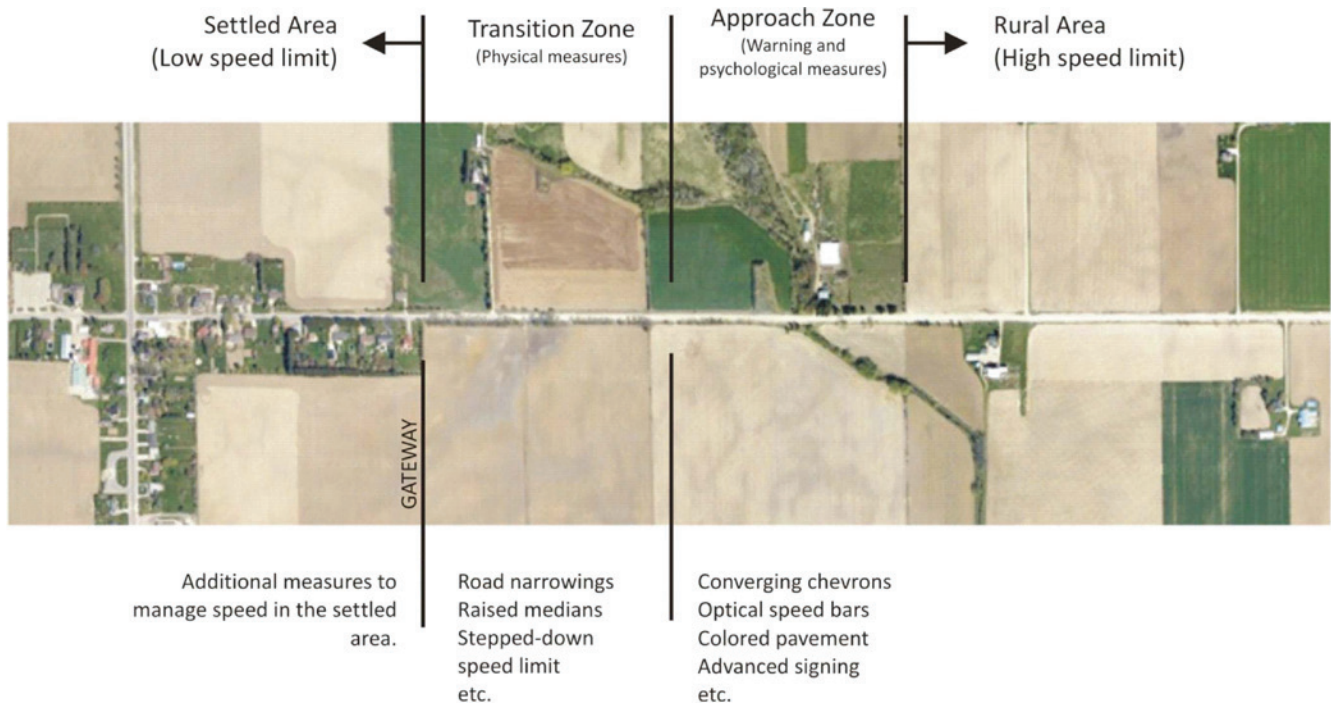 Settled Area
(Low speed limit)
Transition Zone
(Physical measures)
Approach Zone
(Warning and
psychological measures)
Rural Area
(High speed limit)
GATEWAY
Additional measures to
manage speed in the settled
area.
Road narrowings
Raised medians
Stepped-down
speed limit
etc.
Converging chevrons
Optical speed bars
Colored pavement
Advanced signing
etc.